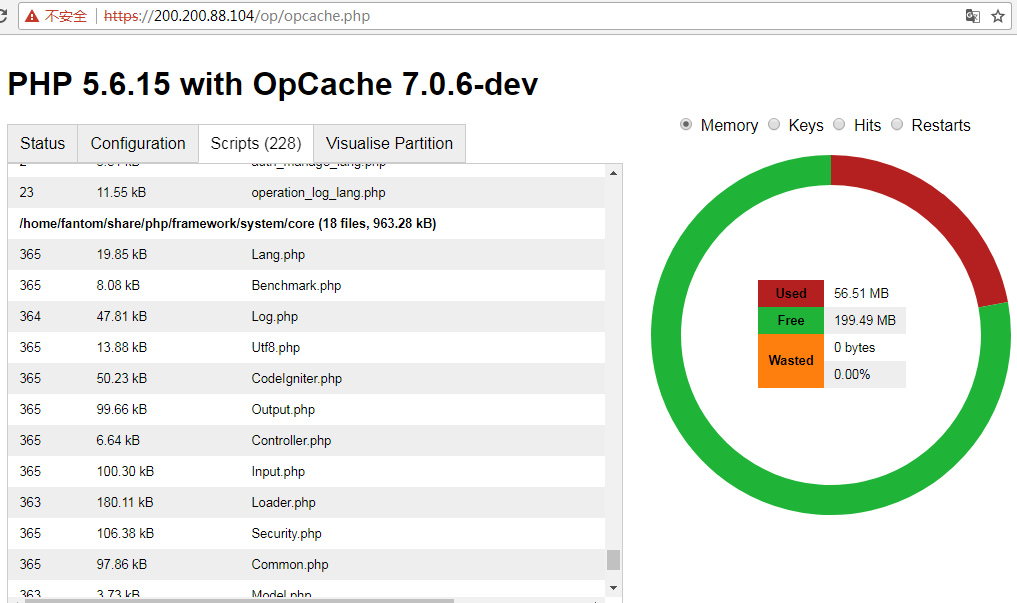 不安全 https://200.200.88.104/op/opcache.php
PHP 5.6.15 with OpCache 7.0.6-dev
Status Configuration Scripts (228) Visualise Partition
Memory Keys Hits Restarts
auth_manage_lang.php
23 11.55 kB operation_log_lang.php
/home/fantom/share/php/framework/system/core (18 files, 963.28 kB)
365 19.85 kB Lang.php
365 8.08 kB Benchmark.php
364 47.81 kB Log.php
365 13.88 kB Utf8.php
365 50.23 kB CodeIgniter.php
365 99.66 kB Output.php
365 6.64 kB Controller.php
365 100.30 kB Input.php
363 180.11 kB Loader.php
365 106.38 kB Security.php
365 97.86 kB Common.php
363 3.73 kB Model.php
Used 56.51 MB
Free 199.49 MB
Wasted 0 bytes
0.00%